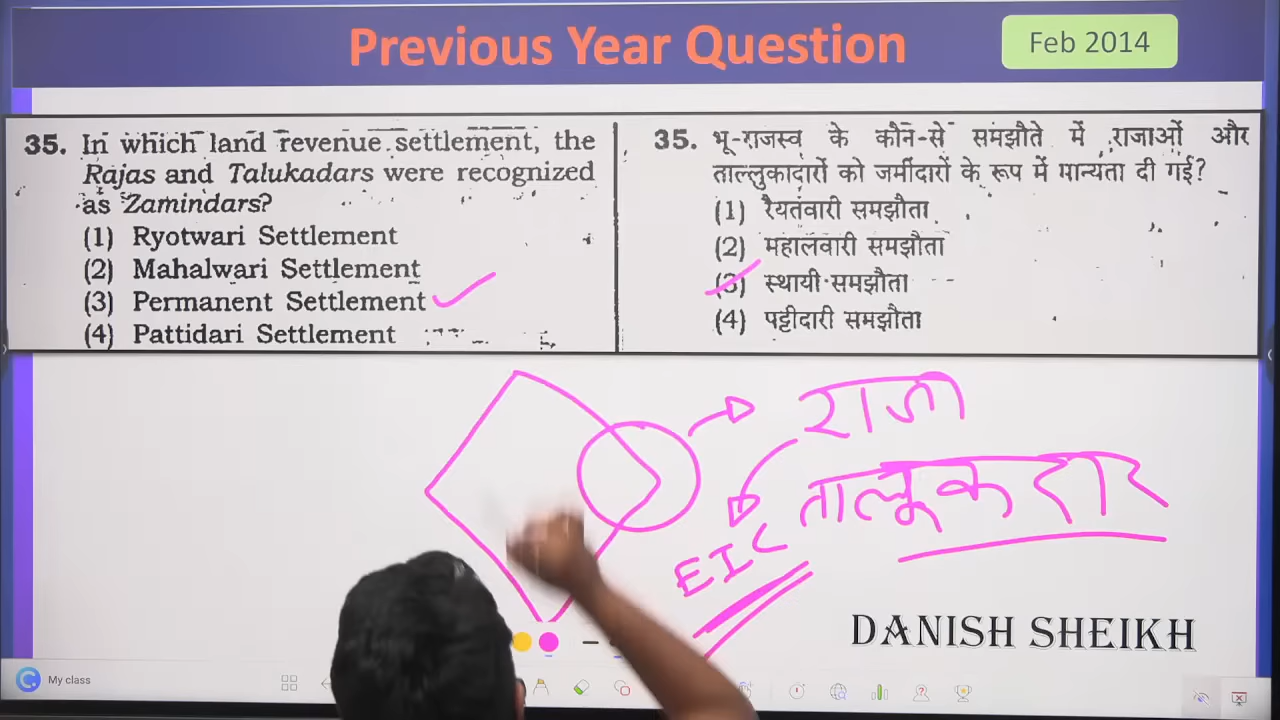 Previous Year Question
Feb 2014
35. In which land revenue settlement, the
Rajas and Talukadars were recognized
as Zamindars?
(1) Ryotwari Settlement
(2) Mahalwari Settlement
(3) Permanent Settlement
(4) Pattidari Settlement
35. भू-राजस्व के कौन-से समझौते में राजाओं और
ताल्लुकादारों को जमींदारों के रूप में मान्यता दी गई?
(1) रैयतवारी समझौता
(2) महालवारी समझौता
(3) स्थायी समझौता
(4) पट्टीदारी समझौता
राजा
ताल्लूकदार
EIC
DANISH SHEIKH
My class